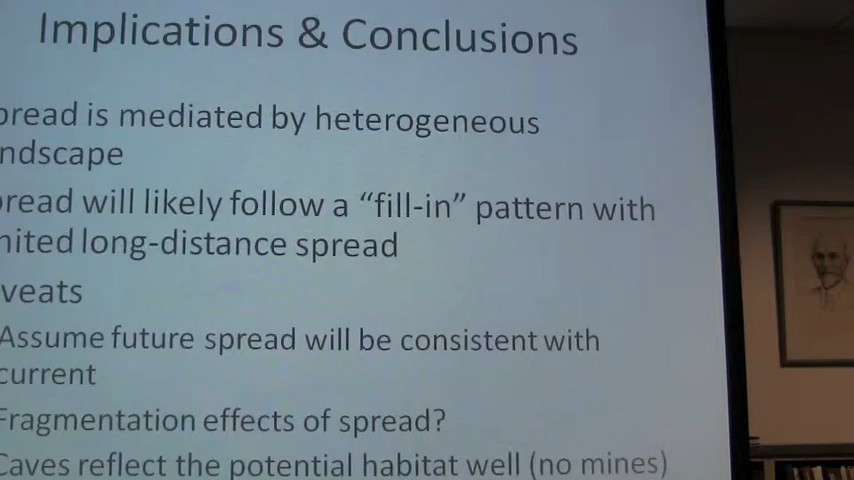 Implications & Conclusions
pread is mediated by heterogeneous
ndscape
pread will likely follow a “fill-in” pattern with
mited long-distance spread
veats
Assume future spread will be consistent with
current
Fragmentation effects of spread?
Caves reflect the potential habitat well (no mines)